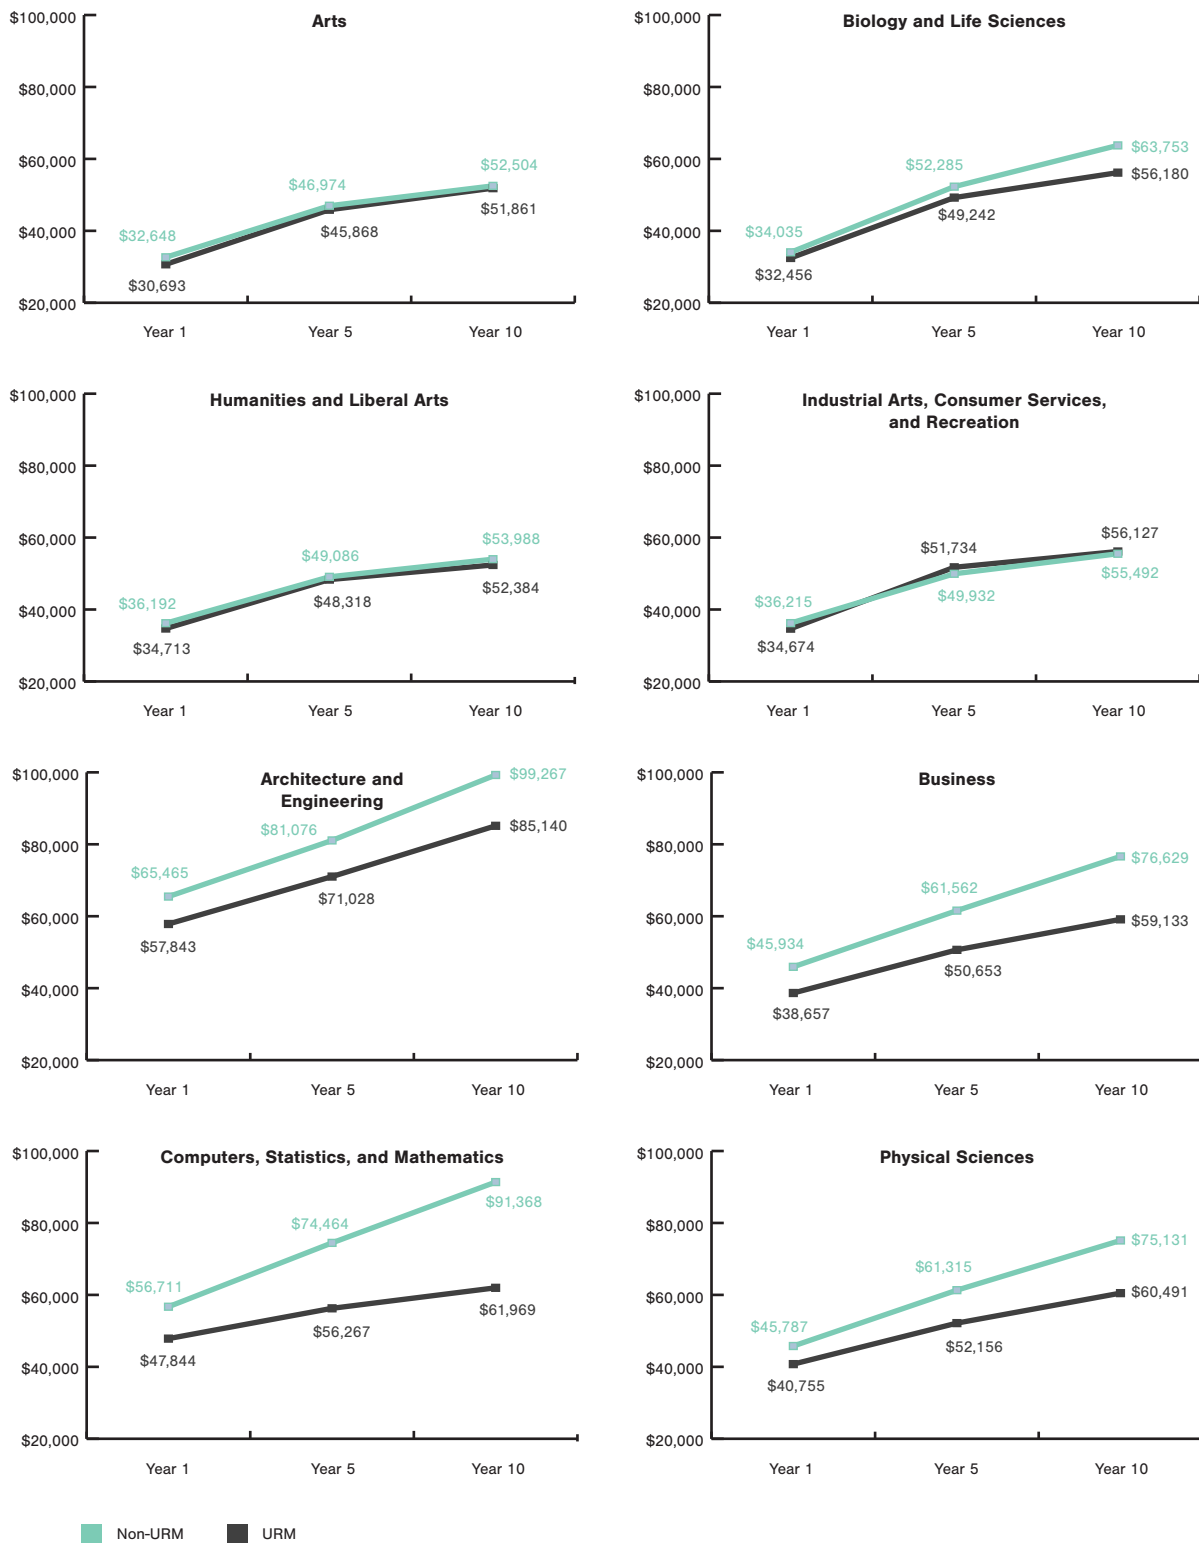 Arts
$100,000
$80,000
$60,000
$40,000
$20,000
$32,648
$46,974
$52,504
$30,693
$45,868
$51,861
Year 1
Year 5
Year 10
Biology and Life Sciences
$100,000
$80,000
$60,000
$40,000
$20,000
$34,035
$52,285
$63,753
$32,456
$49,242
$56,180
Year 1
Year 5
Year 10
Humanities and Liberal Arts
$100,000
$80,000
$60,000
$40,000
$20,000
$36,192
$49,086
$53,988
$34,713
$48,318
$52,384
Year 1
Year 5
Year 10
Industrial Arts, Consumer Services,
and Recreation
$100,000
$80,000
$60,000
$40,000
$20,000
$36,215
$51,734
$56,127
$34,674
$49,932
$55,492
Year 1
Year 5
Year 10
Architecture and
Engineering
$100,000
$80,000
$60,000
$40,000
$20,000
$65,465
$81,076
$99,267
$57,843
$71,028
$85,140
Year 1
Year 5
Year 10
Business
$100,000
$80,000
$60,000
$40,000
$20,000
$45,934
$61,562
$76,629
$38,657
$50,653
$59,133
Year 1
Year 5
Year 10
Computers, Statistics, and Mathematics
$100,000
$80,000
$60,000
$40,000
$20,000
$56,711
$74,464
$91,368
$47,844
$56,267
$61,969
Year 1
Year 5
Year 10
Physical Sciences
$100,000
$80,000
$60,000
$40,000
$20,000
$45,787
$61,315
$75,131
$40,755
$52,156
$60,491
Year 1
Year 5
Year 10
Non-URM
URM